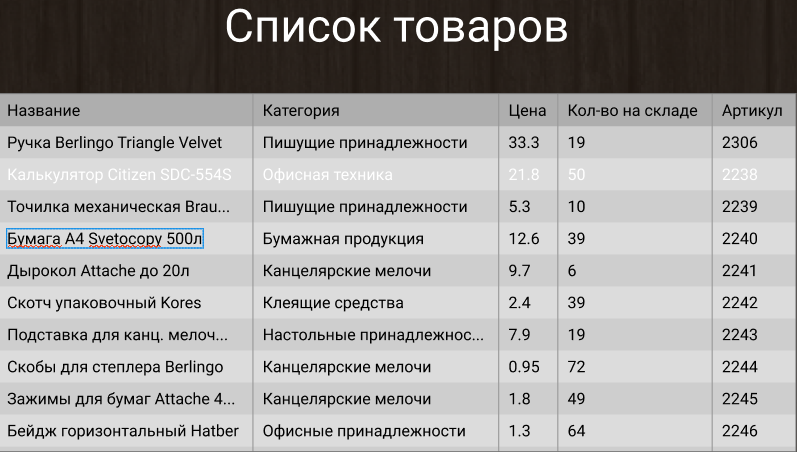 Список товаров
Название Категория Цена Кол-во на складе Артикул
Ручка Berlingo Triangle Velvet Пишущие принадлежности 33.3 19 2306
Калькулятор Citizen SDC-554S Офисная техника 21.8 50 2238
Точилка механическая Brau... Пишущие принадлежности 5.3 10 2239
Бумага А4 Svetocopy 500л Бумажная продукция 12.6 39 2240
Дырокол Attache до 20л Канцелярские мелочи 9.7 6 2241
Скотч упаковочный Kores Клеящие средства 2.4 39 2242
Подставка для канц. мелоч... Настольные принадлежнос... 7.9 19 2243
Скобы для степлера Berlingo Канцелярские мелочи 0.95 72 2244
Зажимы для бумаг Attache 4... Канцелярские мелочи 1.8 49 2245
Бейдж горизонтальный Hatber Офисные принадлежности 1.3 64 2246